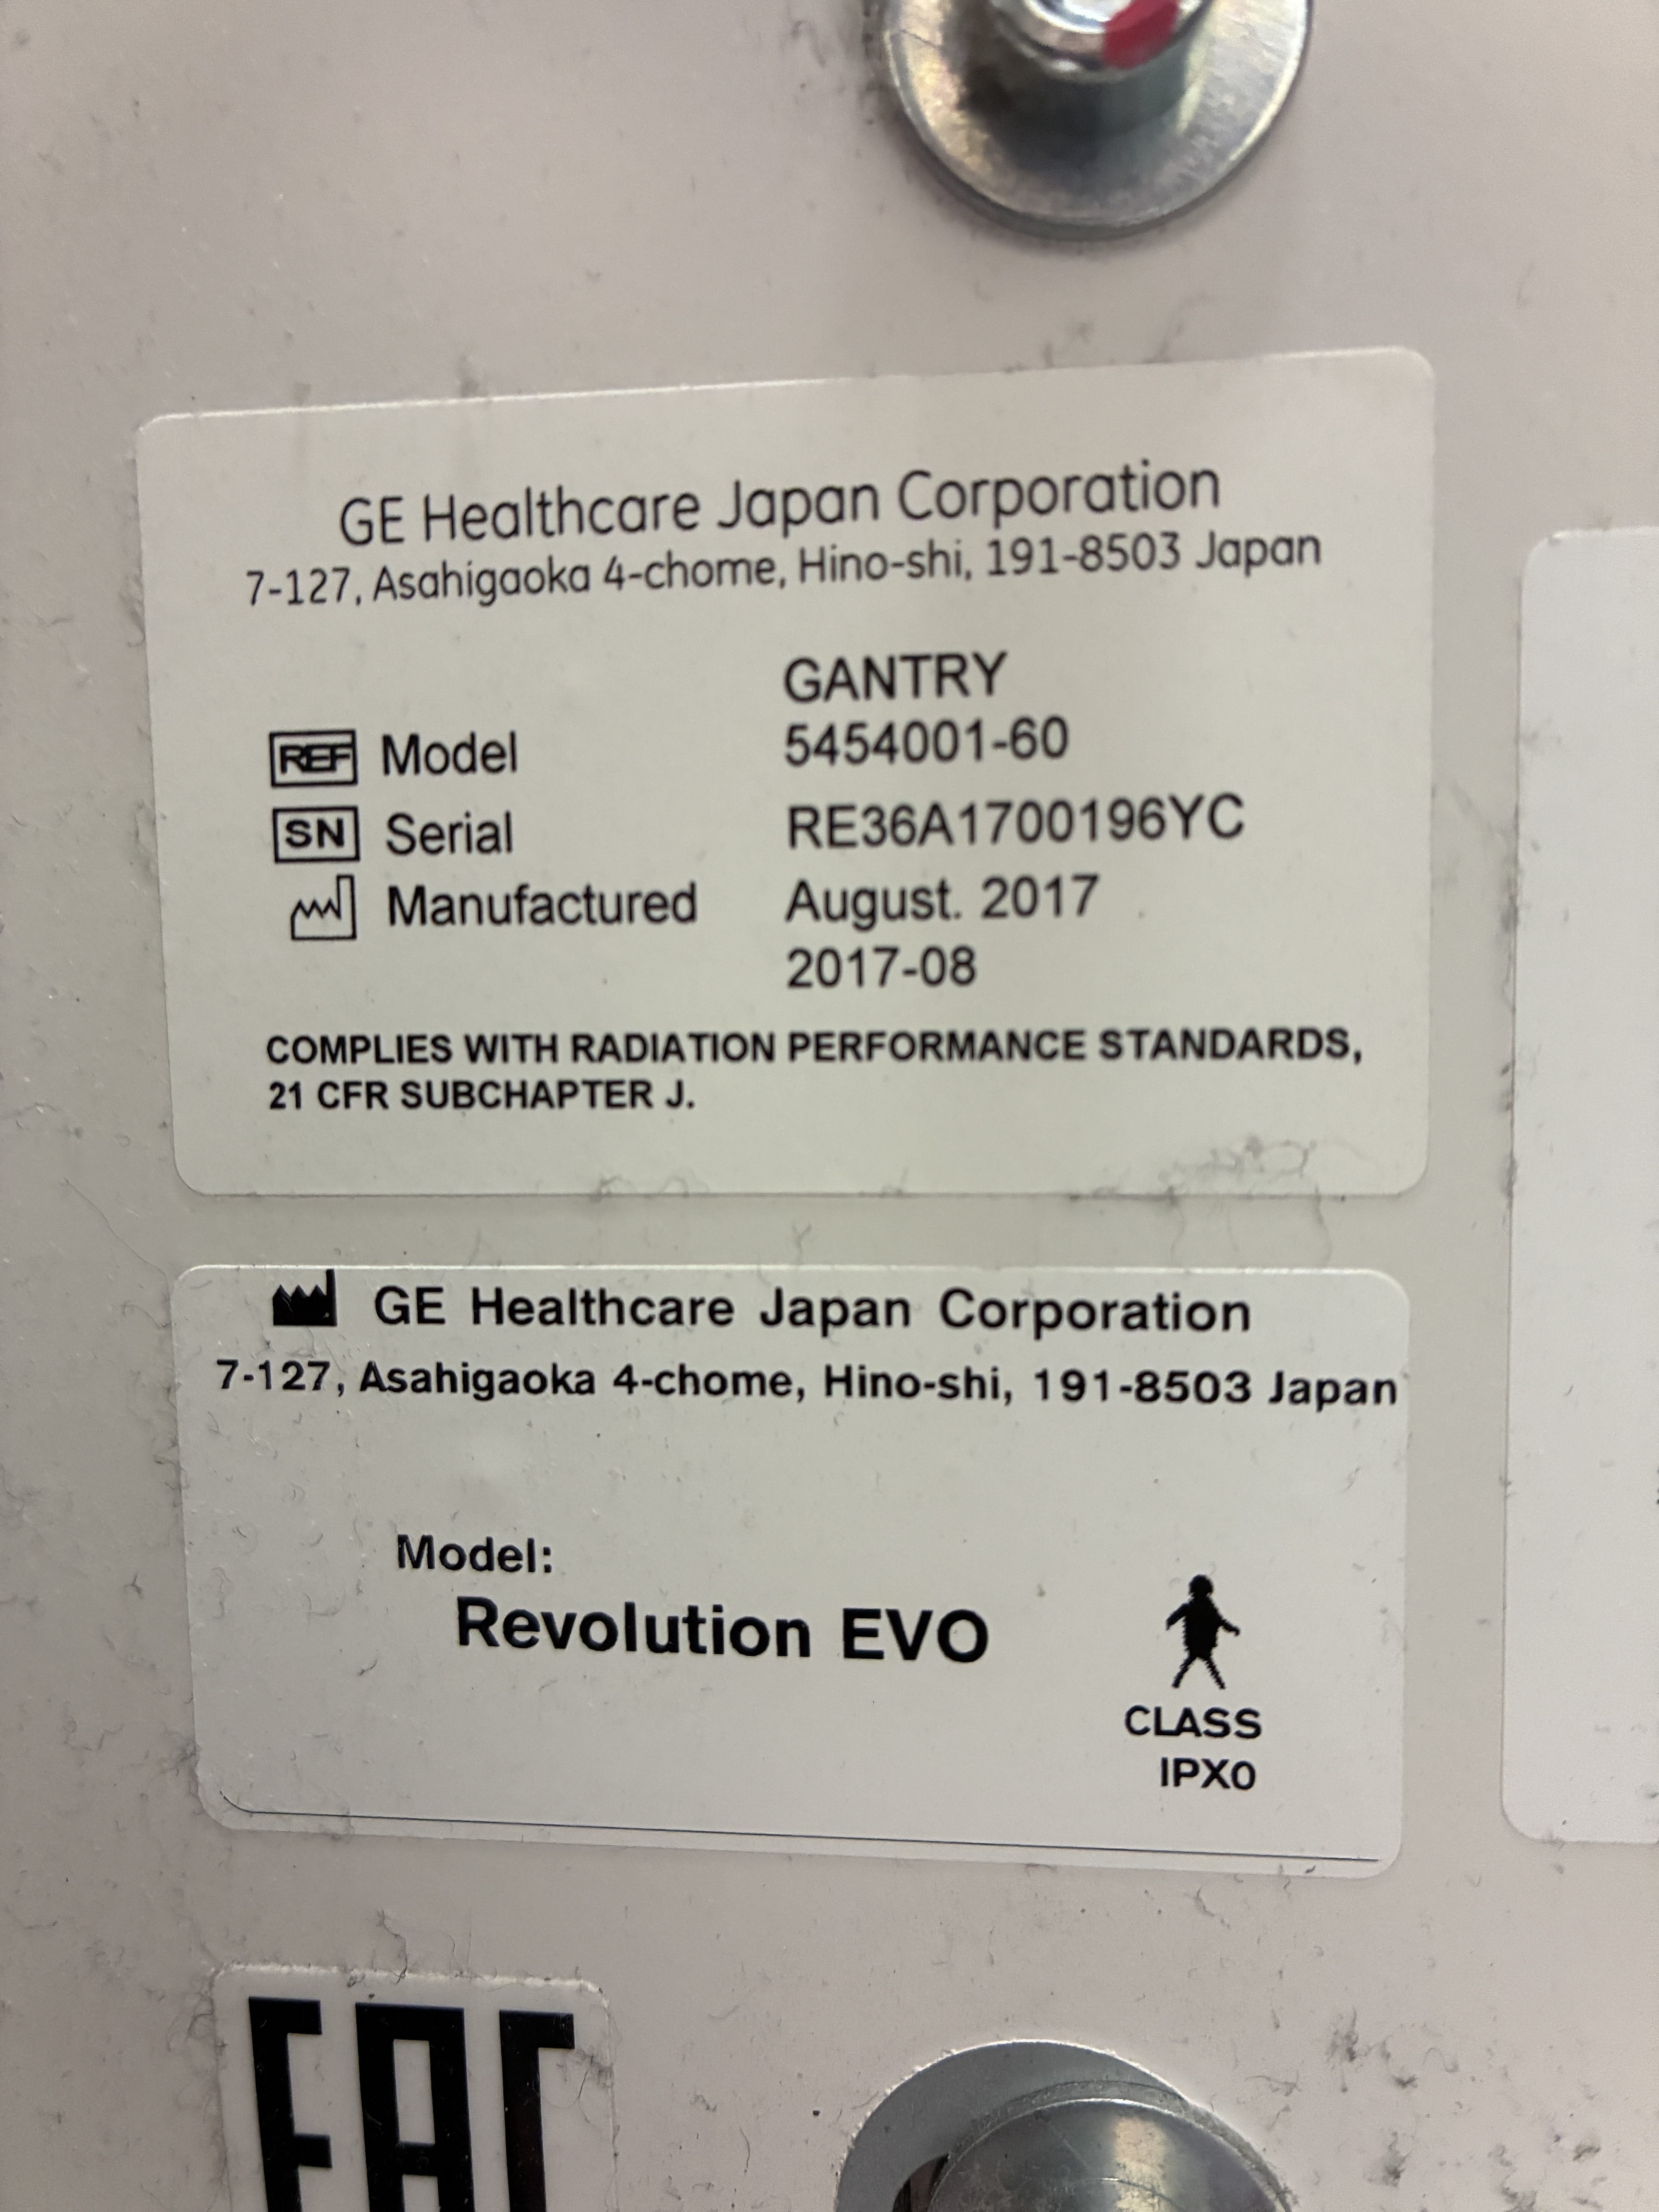 GE Healthcare Japan Corporation
7-127, Asahigaoka 4-chome, Hino-shi, 191-8503 Japan
GANTRY
REF Model 5454001-60
SN Serial RE36A1700196YC
Manufactured August. 2017
2017-08
COMPLIES WITH RADIATION PERFORMANCE STANDARDS,
21 CFR SUBCHAPTER J.
GE Healthcare Japan Corporation
7-127, Asahigaoka 4-chome, Hino-shi, 191-8503 Japan
Model:
Revolution EVO
CLASS
IPX0
EAC